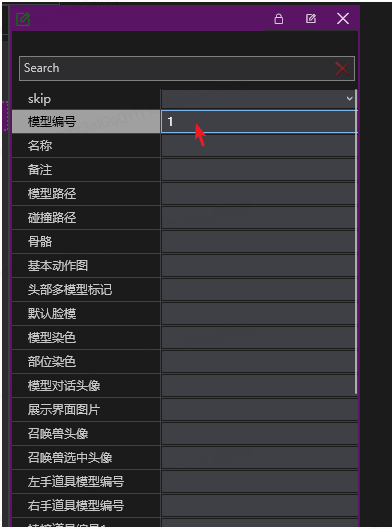 Search
skip
模型编号 1
名称
备注
模型路径
碰撞路径
骨骼
基本动作图
头部多模型标记
默认脸模
模型染色
部位染色
模型对话头像
展示界面图片
召唤兽头像
召唤兽选中头像
左手道具模型编号
右手道具模型编号